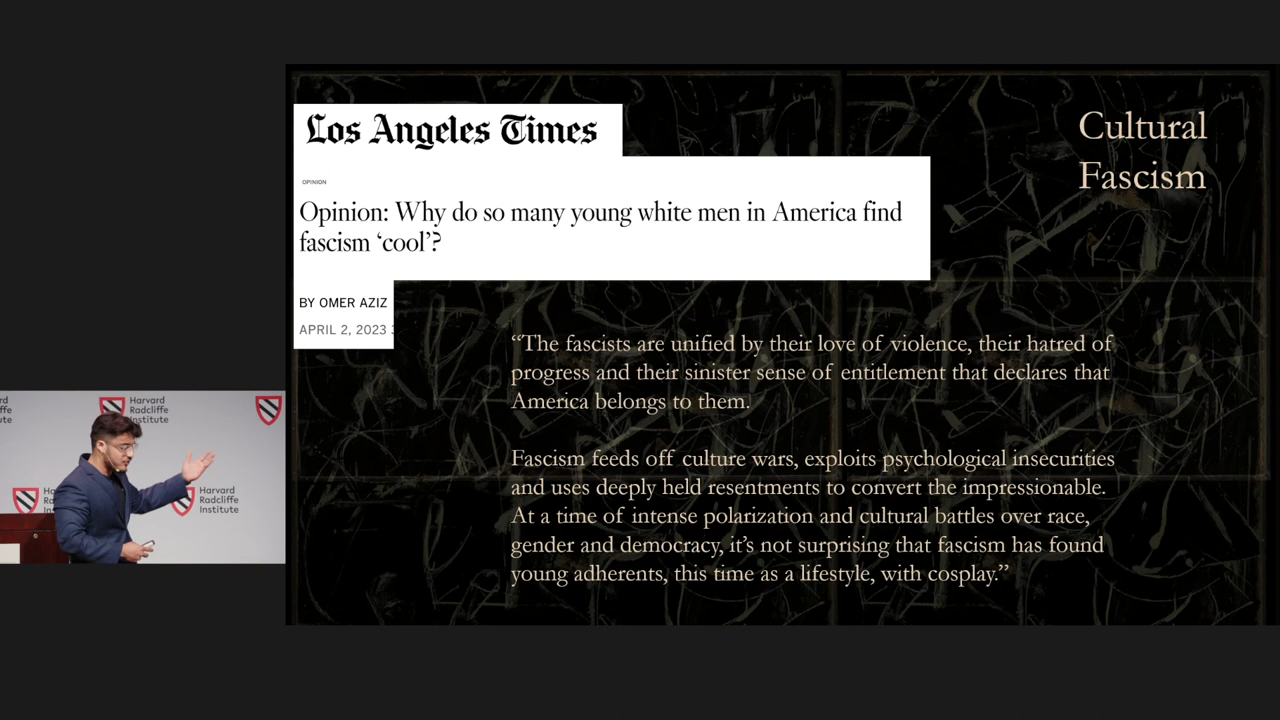 Los Angeles Times
OPINION
Opinion: Why do so many young white men in America find
fascism ‘cool’?
BY OMER AZIZ
APRIL 2, 2023
Cultural
Fascism
“The fascists are unified by their love of violence, their hatred of
progress and their sinister sense of entitlement that declares that
America belongs to them.
Fascism feeds off culture wars, exploits psychological insecurities
and uses deeply held resentments to convert the impressionable.
At a time of intense polarization and cultural battles over race,
gender and democracy, it’s not surprising that fascism has found
young adherents, this time as a lifestyle, with cosplay.”
Harvard
Radcliffe
Institute
Harvard
Radcliffe
Institute